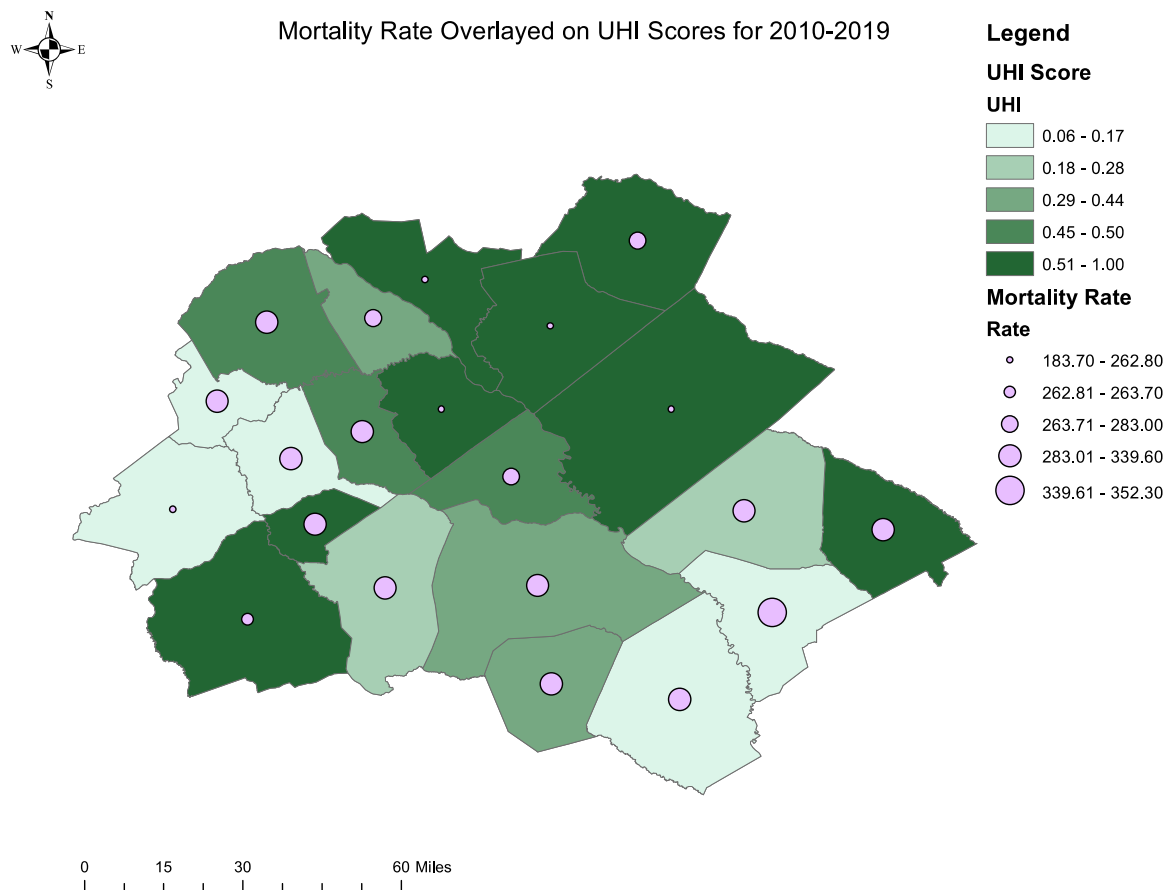 Mortality Rate Overlayed on UHI Scores for 2010-2019
N
W E
S
Legend
UHI Score
UHI
0.06 - 0.17
0.18 - 0.28
0.29 - 0.44
0.45 - 0.50
0.51 - 1.00
Mortality Rate
Rate
183.70 - 262.80
262.81 - 263.70
263.71 - 283.00
283.01 - 339.60
339.61 - 352.30
0 15 30 60 Miles